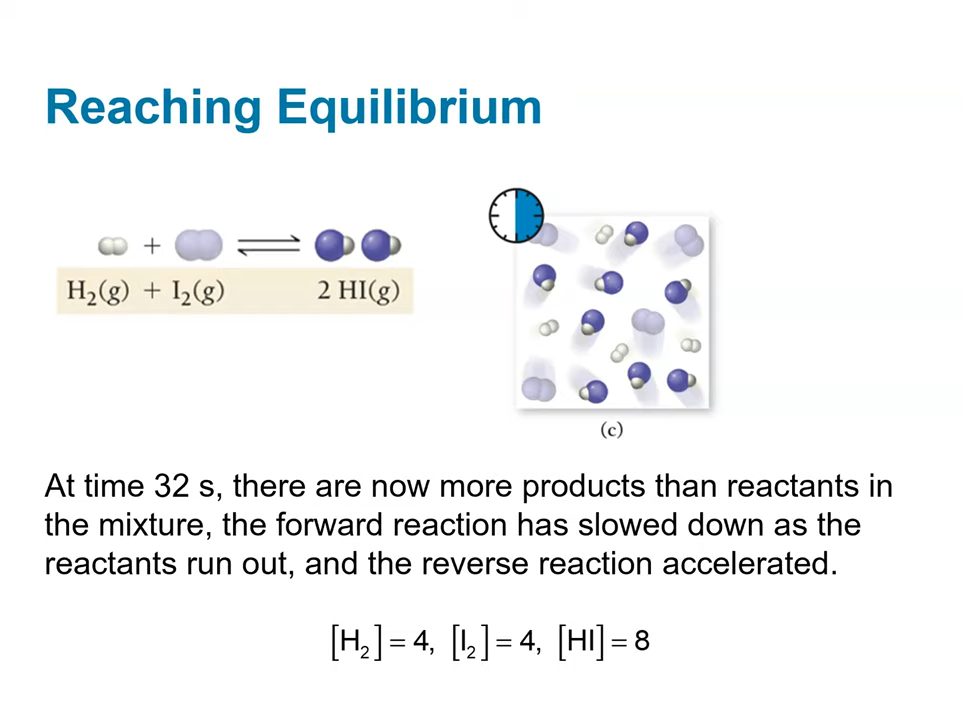 Reaching Equilibrium
+
H₂(g) + I₂(g) 2 HI(g)
(c)
At time 32 s, there are now more products than reactants in
the mixture, the forward reaction has slowed down as the
reactants run out, and the reverse reaction accelerated.
[H₂] = 4, [I₂] = 4, [HI] = 8